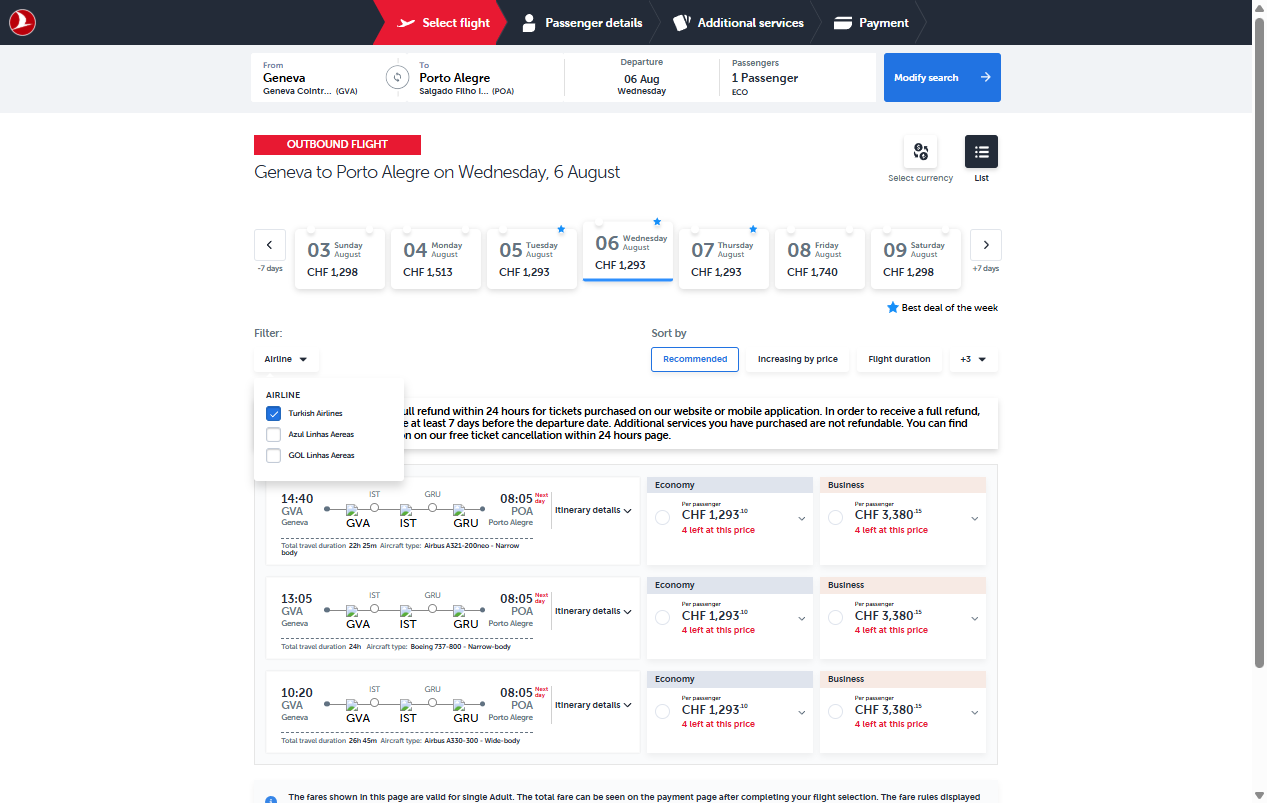 Select flight
Passenger details
Additional services
Payment
From
Geneva
Geneva Cointr... (GVA)
To
Porto Alegre
Salgado Filho I... (POA)
Departure
06 Aug
Wednesday
Passengers
1 Passenger
ECO
Modify search
OUTBOUND FLIGHT
Geneva to Porto Alegre on Wednesday, 6 August
Select currency
List
-7 days
03 Sunday August
CHF 1,298
04 Monday August
CHF 1,513
05 Tuesday August
CHF 1,293
06 Wednesday August
CHF 1,293
07 Thursday August
CHF 1,293
08 Friday August
CHF 1,740
09 Saturday August
CHF 1,298
+7 days
Best deal of the week
Filter:
Airline
Sort by
Recommended
Increasing by price
Flight duration
+3
AIRLINE
Turkish Airlines
Azul Linhas Aereas
GOL Linhas Aereas
ull refund within 24 hours for tickets purchased on our website or mobile application. In order to receive a full refund,
e at least 7 days before the departure date. Additional services you have purchased are not refundable. You can find
on on our free ticket cancellation within 24 hours page.
14:40
GVA
Geneva
IST
GRU
GVA
IST
GRU
08:05 Next day
POA
Porto Alegre
Itinerary details
Total travel duration 22h 25m Aircraft type: Airbus A321-200neo - Narrow
body
Economy
Per passenger
CHF 1,293.10
4 left at this price
Business
Per passenger
CHF 3,380.15
4 left at this price
13:05
GVA
Geneva
IST
GRU
GVA
IST
GRU
08:05 Next day
POA
Porto Alegre
Itinerary details
Total travel duration 24h Aircraft type: Boeing 737-800 - Narrow-body
Economy
Per passenger
CHF 1,293.10
4 left at this price
Business
Per passenger
CHF 3,380.15
4 left at this price
10:20
GVA
Geneva
IST
GRU
GVA
IST
GRU
08:05 Next day
POA
Porto Alegre
Itinerary details
Total travel duration 26h 45m Aircraft type: Airbus A330-300 - Wide-body
Economy
Per passenger
CHF 1,293.10
4 left at this price
Business
Per passenger
CHF 3,380.15
4 left at this price
The fares shown in this page are valid for single Adult. The total fare can be seen on the payment page after completing your flight selection. The fare rules displayed